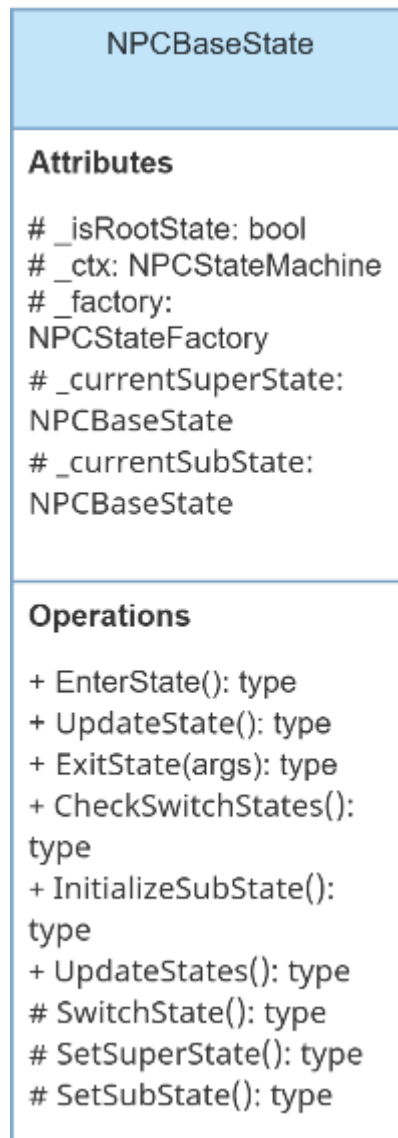 NPCBaseState
Attributes
# _isRootState: bool
# _ctx: NPCStateMachine
# _factory:
NPCStateFactory
# _currentSuperState:
NPCBaseState
# _currentSubState:
NPCBaseState
Operations
+ EnterState(): type
+ UpdateState(): type
+ ExitState(args): type
+ CheckSwitchStates():
type
+ InitializeSubState():
type
+ UpdateStates(): type
# SwitchState(): type
# SetSuperState(): type
# SetSubState(): type